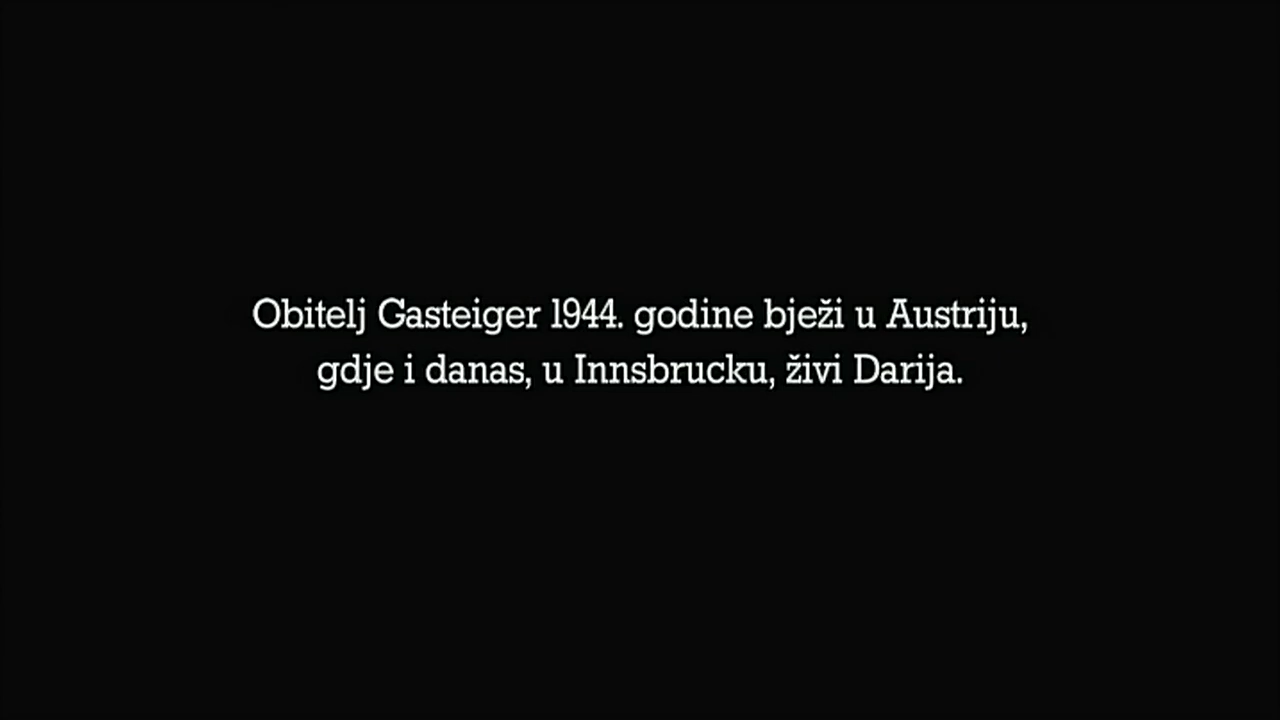 Obitelj Gasteiger 1944. godine bježi u Austriju,
gdje i danas, u Innsbrucku, živi Darija.